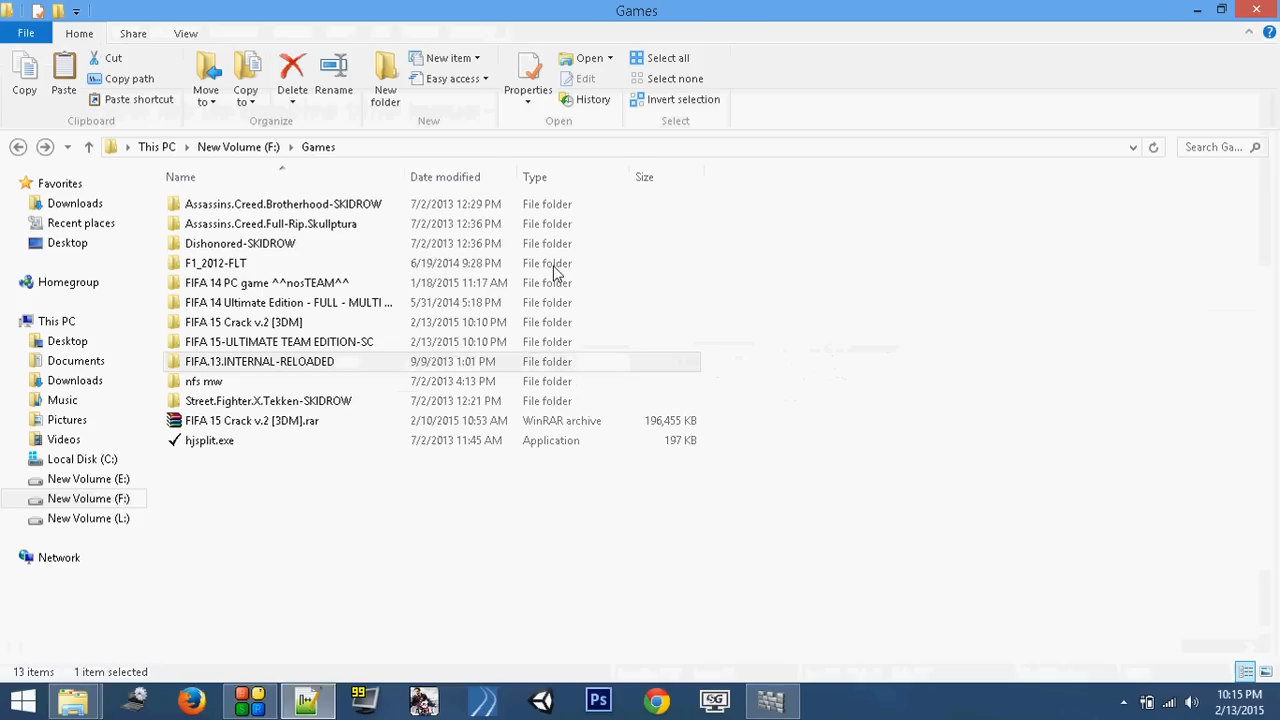 Games
File Home Share View
Copy
Paste
Cut
Copy path
Paste shortcut
Clipboard
Move to
Copy to
Delete
Rename
Organize
New folder
New item
Easy access
New
Properties
Open
Edit
History
Open
Select all
Select none
Invert selection
Select
This PC New Volume (F:) Games
Search Ga...
Name Date modified Type Size
Favorites
Downloads
Recent places
Desktop
Homegroup
This PC
Desktop
Documents
Downloads
Music
Pictures
Videos
Local Disk (C:)
New Volume (E:)
New Volume (F:)
New Volume (L:)
Network
Assassins.Creed.Brotherhood-SKIDROW 7/2/2013 12:29 PM File folder
Assassins.Creed.Full-Rip.Skullptura 7/2/2013 12:36 PM File folder
Dishonored-SKIDROW 7/2/2013 12:36 PM File folder
F1_2012-FLT 6/19/2014 9:28 PM File folder
FIFA 14 PC game ^^nosTEAM^^ 1/18/2015 11:17 AM File folder
FIFA 14 Ultimate Edition - FULL - MULTI ... 5/31/2014 5:18 PM File folder
FIFA 15 Crack v.2 [3DM] 2/13/2015 10:10 PM File folder
FIFA 15-ULTIMATE TEAM EDITION-SC 2/13/2015 10:10 PM File folder
FIFA.13.INTERNAL-RELOADED 9/9/2013 1:01 PM File folder
nfs mw 7/2/2013 4:13 PM File folder
Street.Fighter.X.Tekken-SKIDROW 7/2/2013 12:21 PM File folder
FIFA 15 Crack v.2 [3DM].rar 2/10/2015 10:53 AM WinRAR archive 196,455 KB
hjsplit.exe 7/2/2013 11:45 AM Application 197 KB
13 items 1 item selected
99
Ps
SG
10:15 PM
2/13/2015